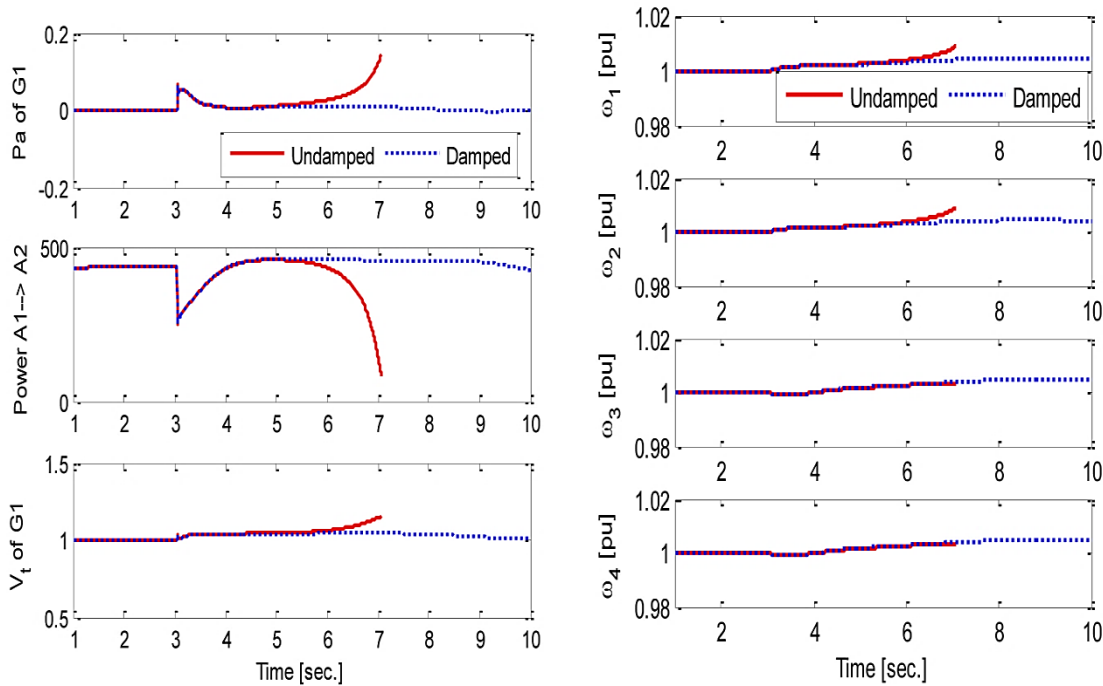 0.2
0
-0.2
Pa of G1
Undamped Damped
1 2 3 4 5 6 7 8 9 10
500
0
Power A1--> A2
1 2 3 4 5 6 7 8 9 10
1.5
1
0.5
V_t of G1
1 2 3 4 5 6 7 8 9 10
Time [sec.]
1.02
1
0.98
ω_1 [pu]
Undamped Damped
2 4 6 8 10
1.02
1
0.98
ω_2 [pu]
2 4 6 8 10
1.02
1
0.98
ω_3 [pu]
2 4 6 8 10
1.02
1
0.98
ω_4 [pu]
2 4 6 8 10
Time [sec.]